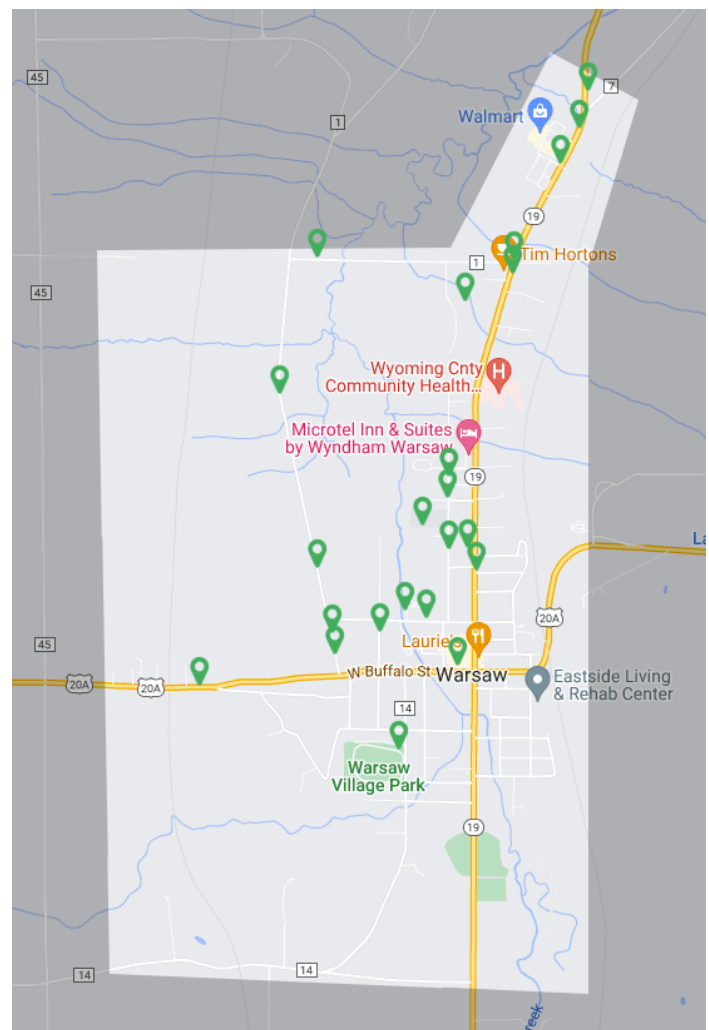 45
7
Walmart
1
19
1
Tim Hortons
45
Wyoming Cnty
Community Health...
Microtel Inn & Suites
by Wyndham Warsaw
19
La
20A
Laurie's
45
W Buffalo St
Warsaw
20A
20A
Eastside Living
& Rehab Center
14
Warsaw
Village Park
19
14
14
reek